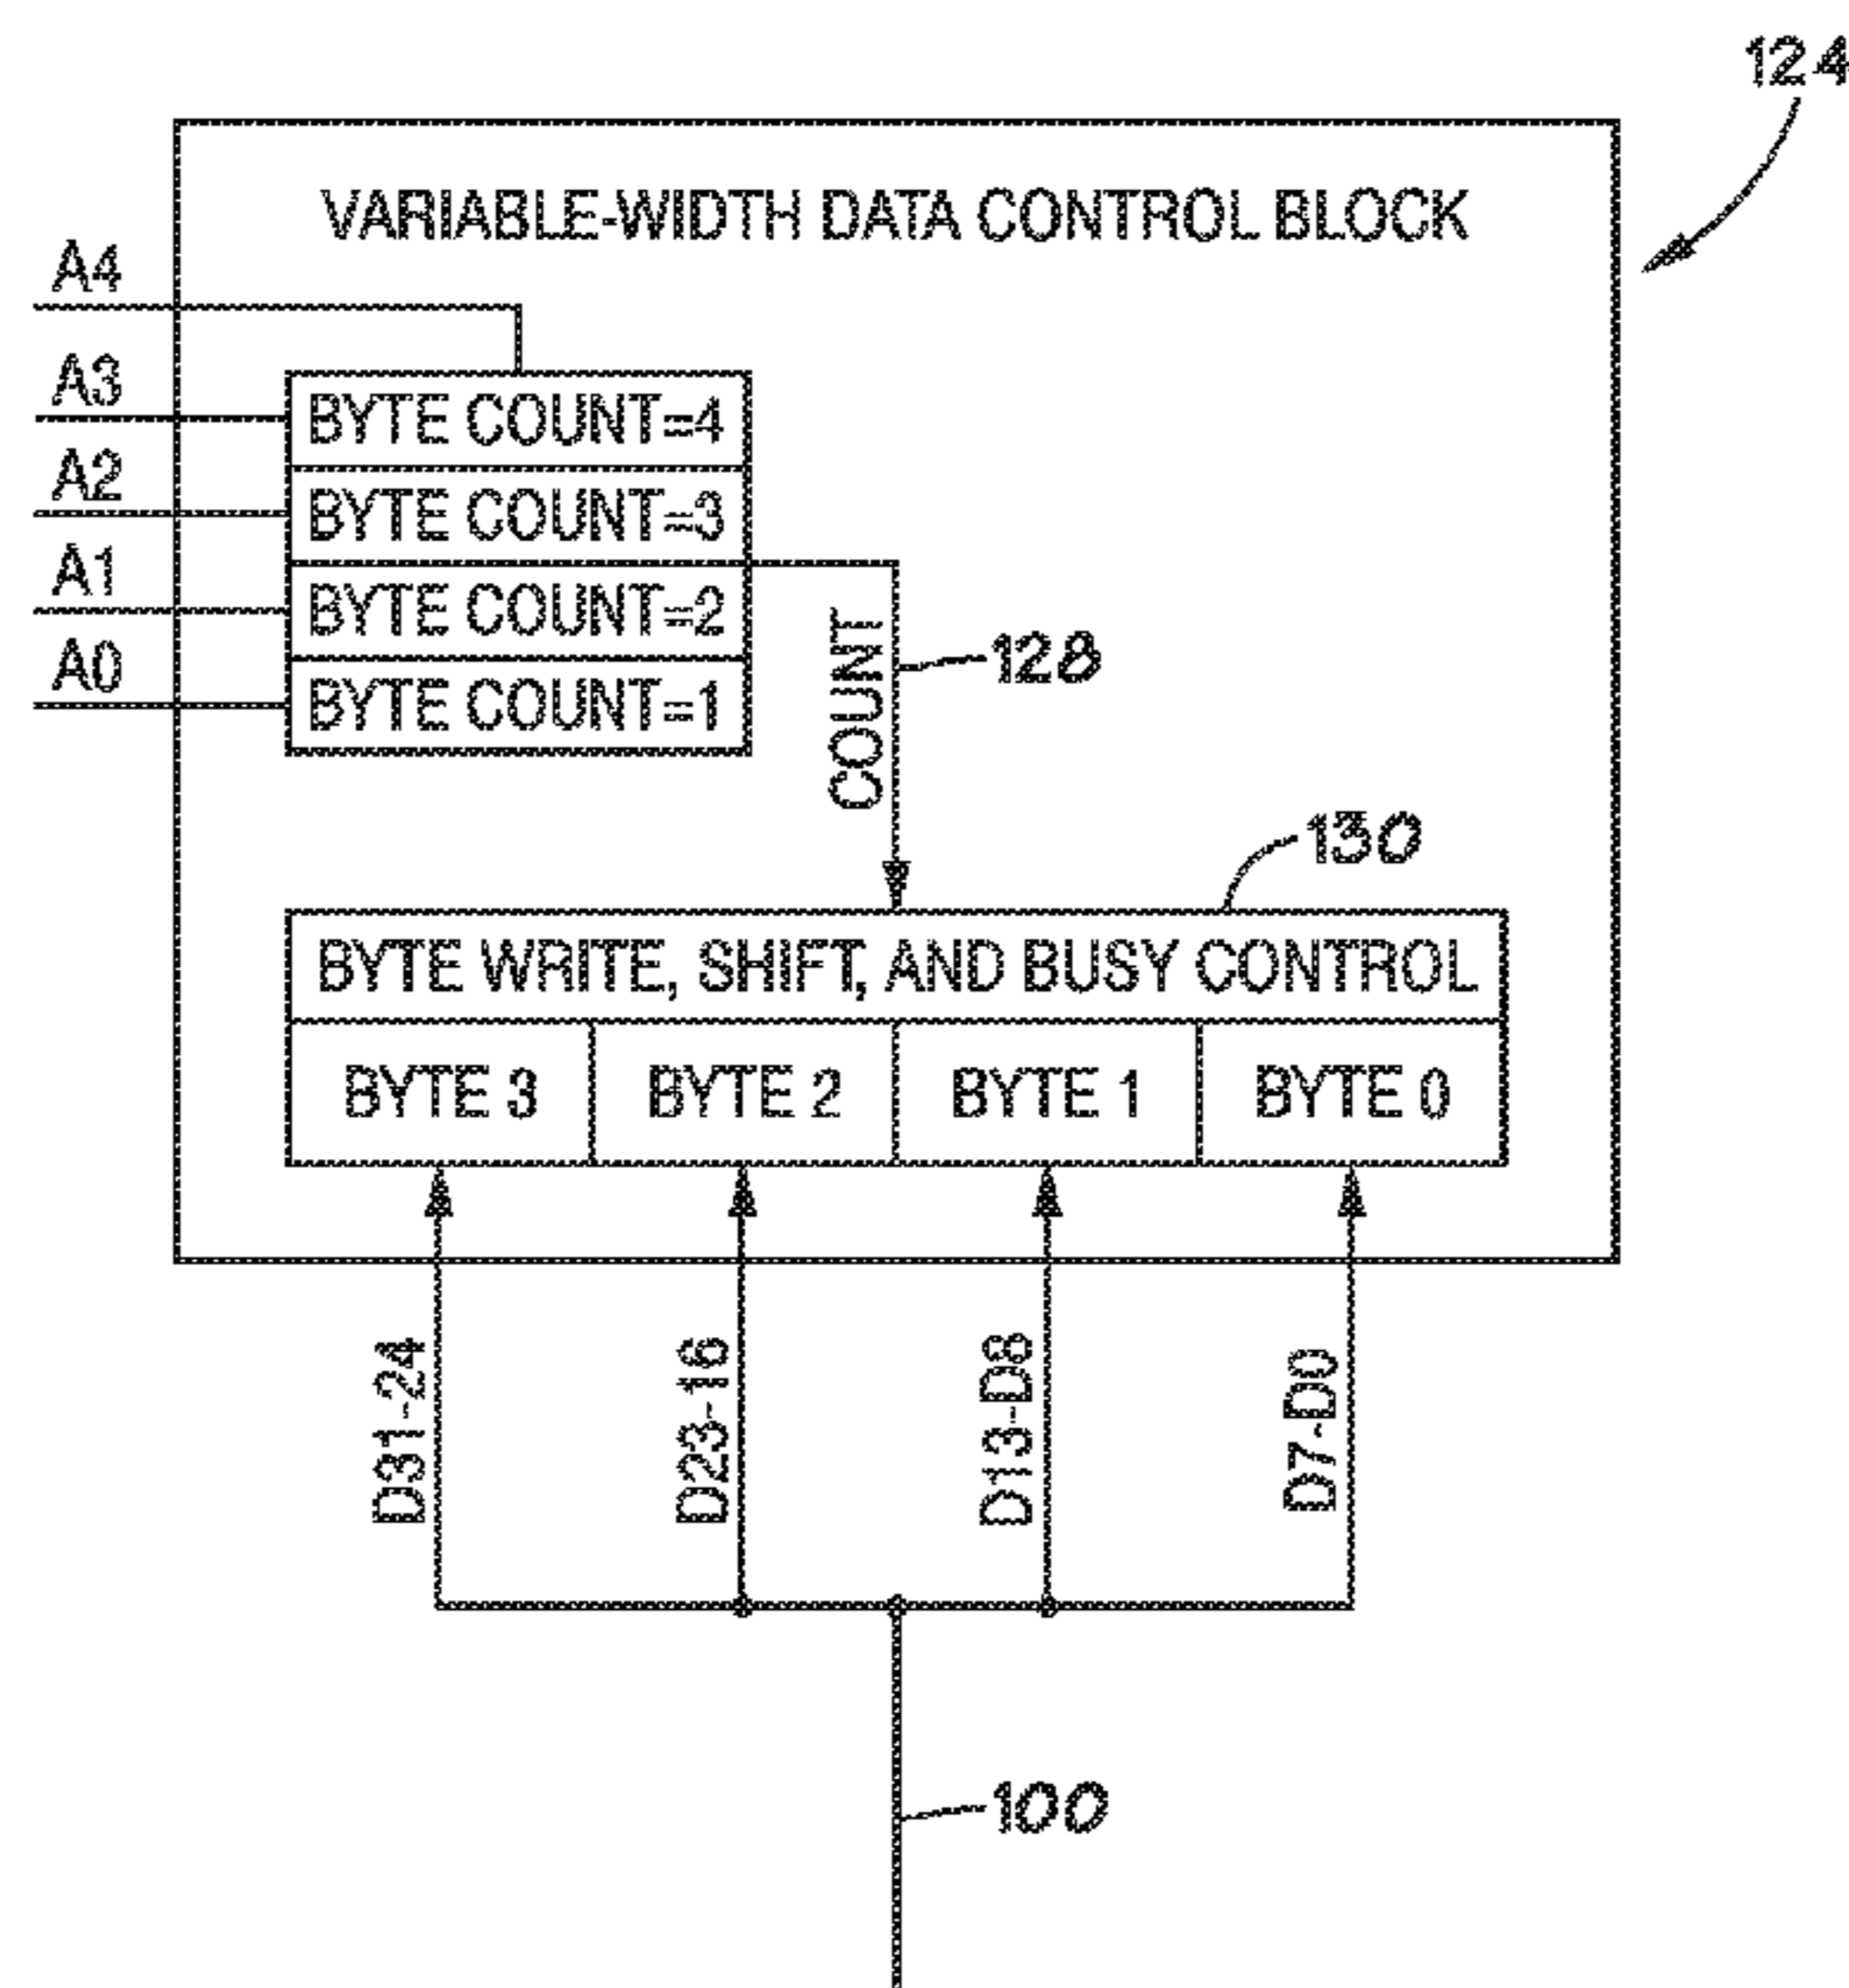 124
VARIABLE-WIDTH DATA CONTROL BLOCK
A4
A3
BYTE COUNT=4
A2
BYTE COUNT=3
A1
BYTE COUNT=2
A0
BYTE COUNT=1
COUNT
128
130
BYTE WRITE, SHIFT, AND BUSY CONTROL
BYTE 3 BYTE 2 BYTE 1 BYTE 0
D31-24 D23-16 D13-D8 D7-D0
100